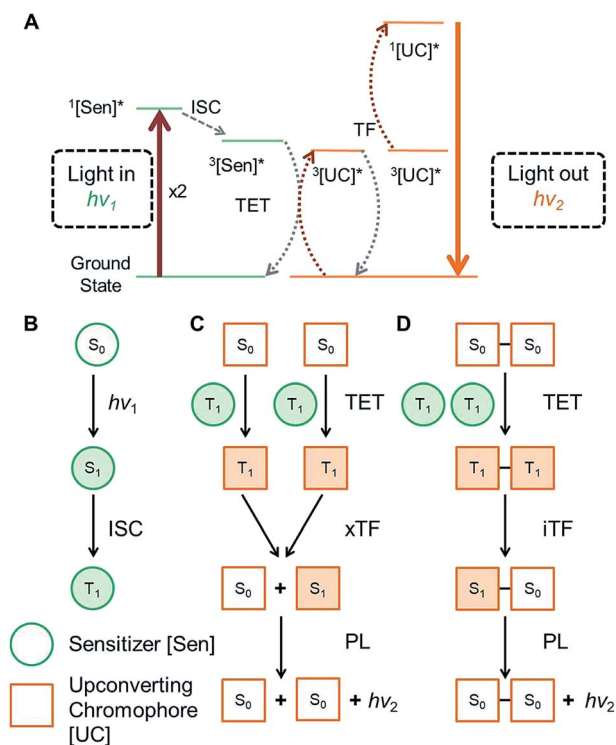 A
¹[UC]*
¹[Sen]*
ISC
TF
³[Sen]*
³[UC]*
³[UC]*
Light in
hv₁
x2
TET
Light out
hv₂
Ground
State
B
C
D
S₀
S₀
S₀
S₀
S₀
hv₁
T₁
T₁
TET
T₁
T₁
TET
S₁
T₁
T₁
T₁
T₁
ISC
xTF
iTF
T₁
S₀ + S₁
S₁
S₀
PL
PL
Sensitizer [Sen]
Upconverting
Chromophore
[UC]
S₀ + S₀ + hv₂
S₀
S₀ + hv₂